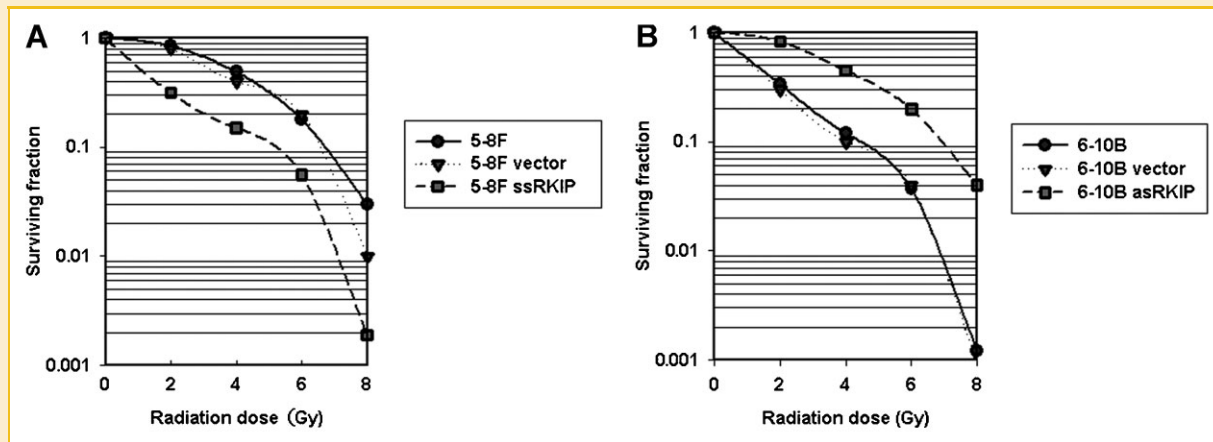 A
Surviving fraction
1
0.1
0.01
0.001
0 2 4 6 8
Radiation dose (Gy)
5-8F
5-8F vector
5-8F ssRKIP
B
Surviving fraction
1
0.1
0.01
0.001
0 2 4 6 8
Radiation dose (Gy)
6-10B
6-10B vector
6-10B asRKIP